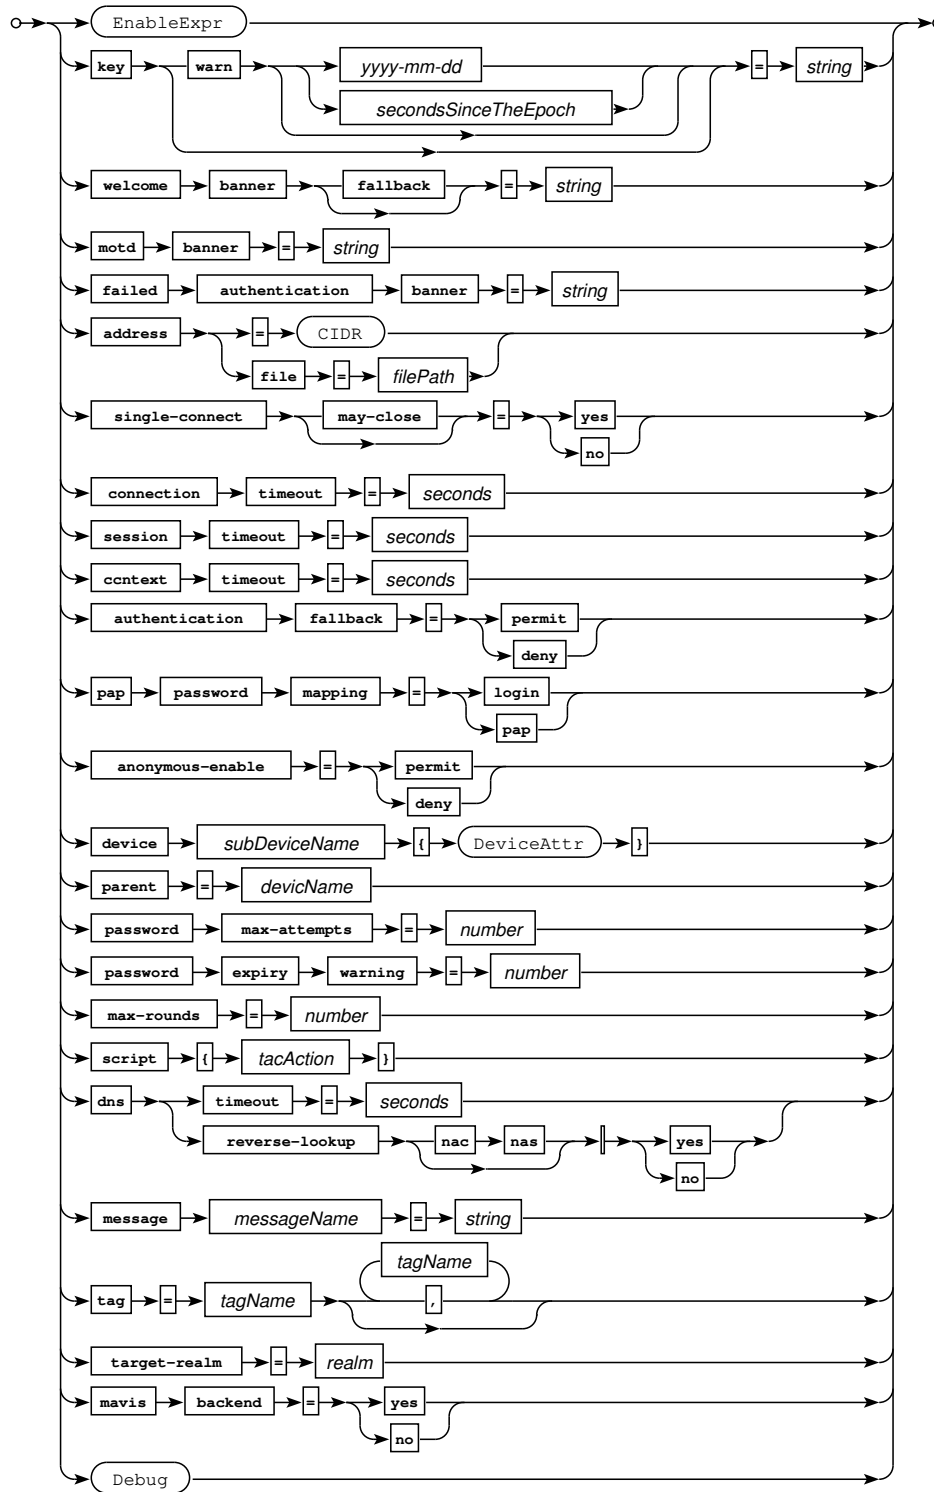 EnableExpr
key warn yyyy-mm-dd = string
secondsSinceTheEpoch
welcome banner fallback = string
motd banner = string
failed authentication banner = string
address = CIDR
file = filePath
single-connect may-close = yes
no
connection timeout = seconds
session timeout = seconds
ccntext timeout = seconds
authentication fallback = permit
deny
pap password mapping = login
pap
anonymous-enable = permit
deny
device subDeviceName { DeviceAttr }
parent = devicName
password max-attempts = number
password expiry warning = number
max-rounds = number
script { tacAction }
dns timeout = seconds
reverse-lookup nac nas yes
no
message messageName = string
tagName
tag = tagName ,
target-realm = realm
mavis backend = yes
no
Debug